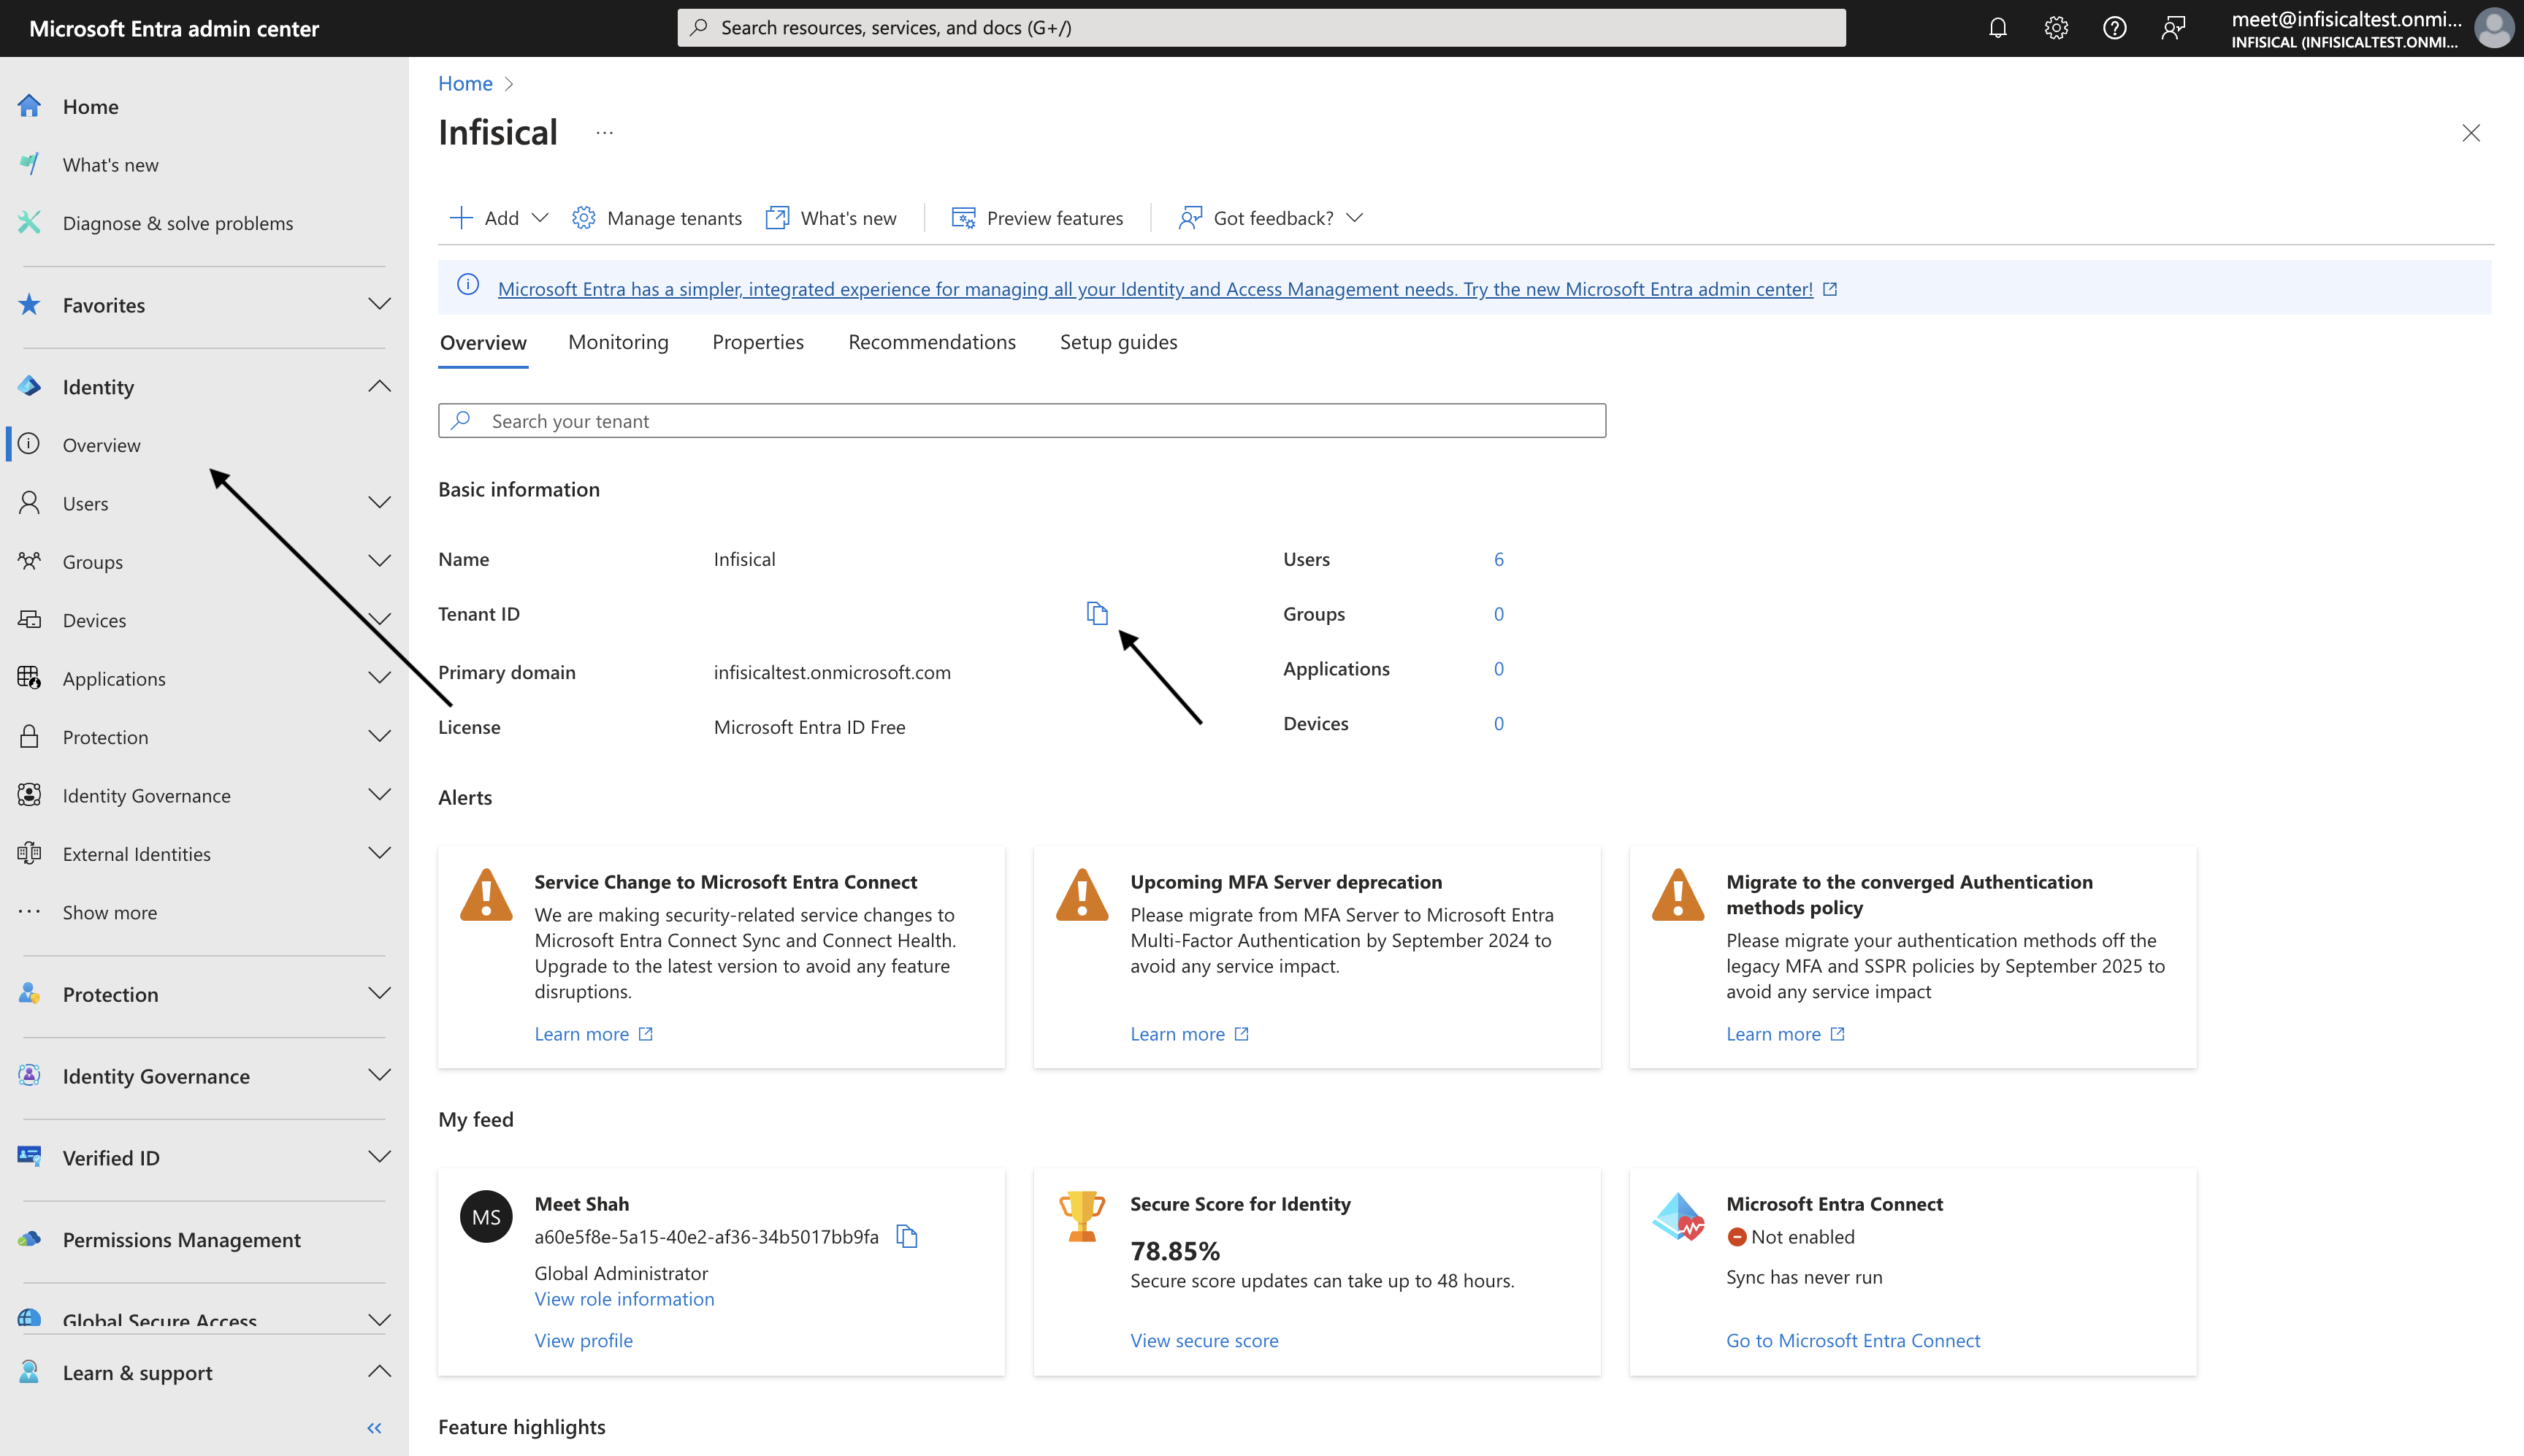 Microsoft Entra admin center
Search resources, services, and docs (G+/)
meet@infisicaltest.onmi...
INFISICAL (INFISICALTEST.ONMI...
Home
What's new
Diagnose & solve problems
Favorites
Identity
Overview
Users
Groups
Devices
Applications
Protection
Identity Governance
External Identities
Show more
Protection
Identity Governance
Verified ID
Permissions Management
Global Secure Access
Learn & support
Home
Infisical
Add
Manage tenants
What's new
Preview features
Got feedback?
Microsoft Entra has a simpler, integrated experience for managing all your Identity and Access Management needs. Try the new Microsoft Entra admin center!
Overview
Monitoring
Properties
Recommendations
Setup guides
Search your tenant
Basic information
Name Infisical
Tenant ID
Primary domain infisicaltest.onmicrosoft.com
License Microsoft Entra ID Free
Users 6
Groups 0
Applications 0
Devices 0
Alerts
Service Change to Microsoft Entra Connect
We are making security-related service changes to
Microsoft Entra Connect Sync and Connect Health.
Upgrade to the latest version to avoid any feature
disruptions.
Learn more
Upcoming MFA Server deprecation
Please migrate from MFA Server to Microsoft Entra
Multi-Factor Authentication by September 2024 to
avoid any service impact.
Learn more
Migrate to the converged Authentication
methods policy
Please migrate your authentication methods off the
legacy MFA and SSPR policies by September 2025 to
avoid any service impact
Learn more
My feed
MS
Meet Shah
a60e5f8e-5a15-40e2-af36-34b5017bb9fa
Global Administrator
View role information
View profile
Secure Score for Identity
78.85%
Secure score updates can take up to 48 hours.
View secure score
Microsoft Entra Connect
Not enabled
Sync has never run
Go to Microsoft Entra Connect
Feature highlights